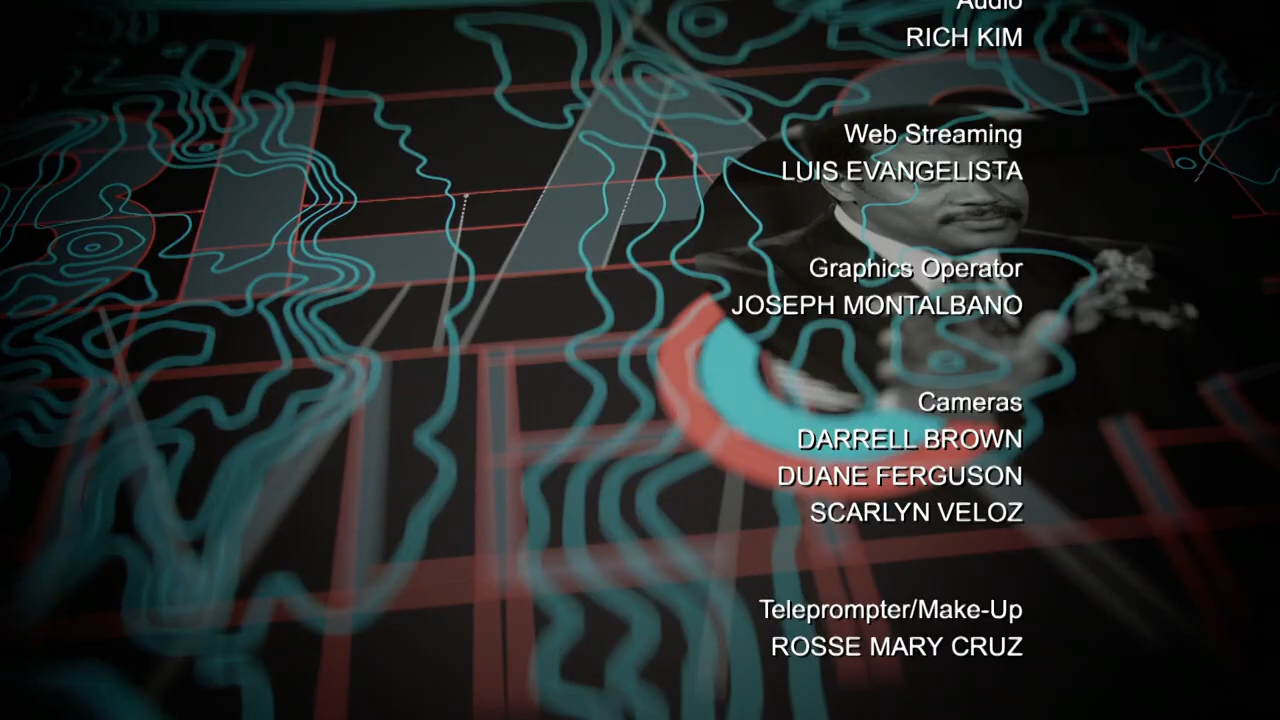 Audio
RICH KIM
Web Streaming
LUIS EVANGELISTA
Graphics Operator
JOSEPH MONTALBANO
Cameras
DARRELL BROWN
DUANE FERGUSON
SCARLYN VELOZ
Teleprompter/Make-Up
ROSSE MARY CRUZ